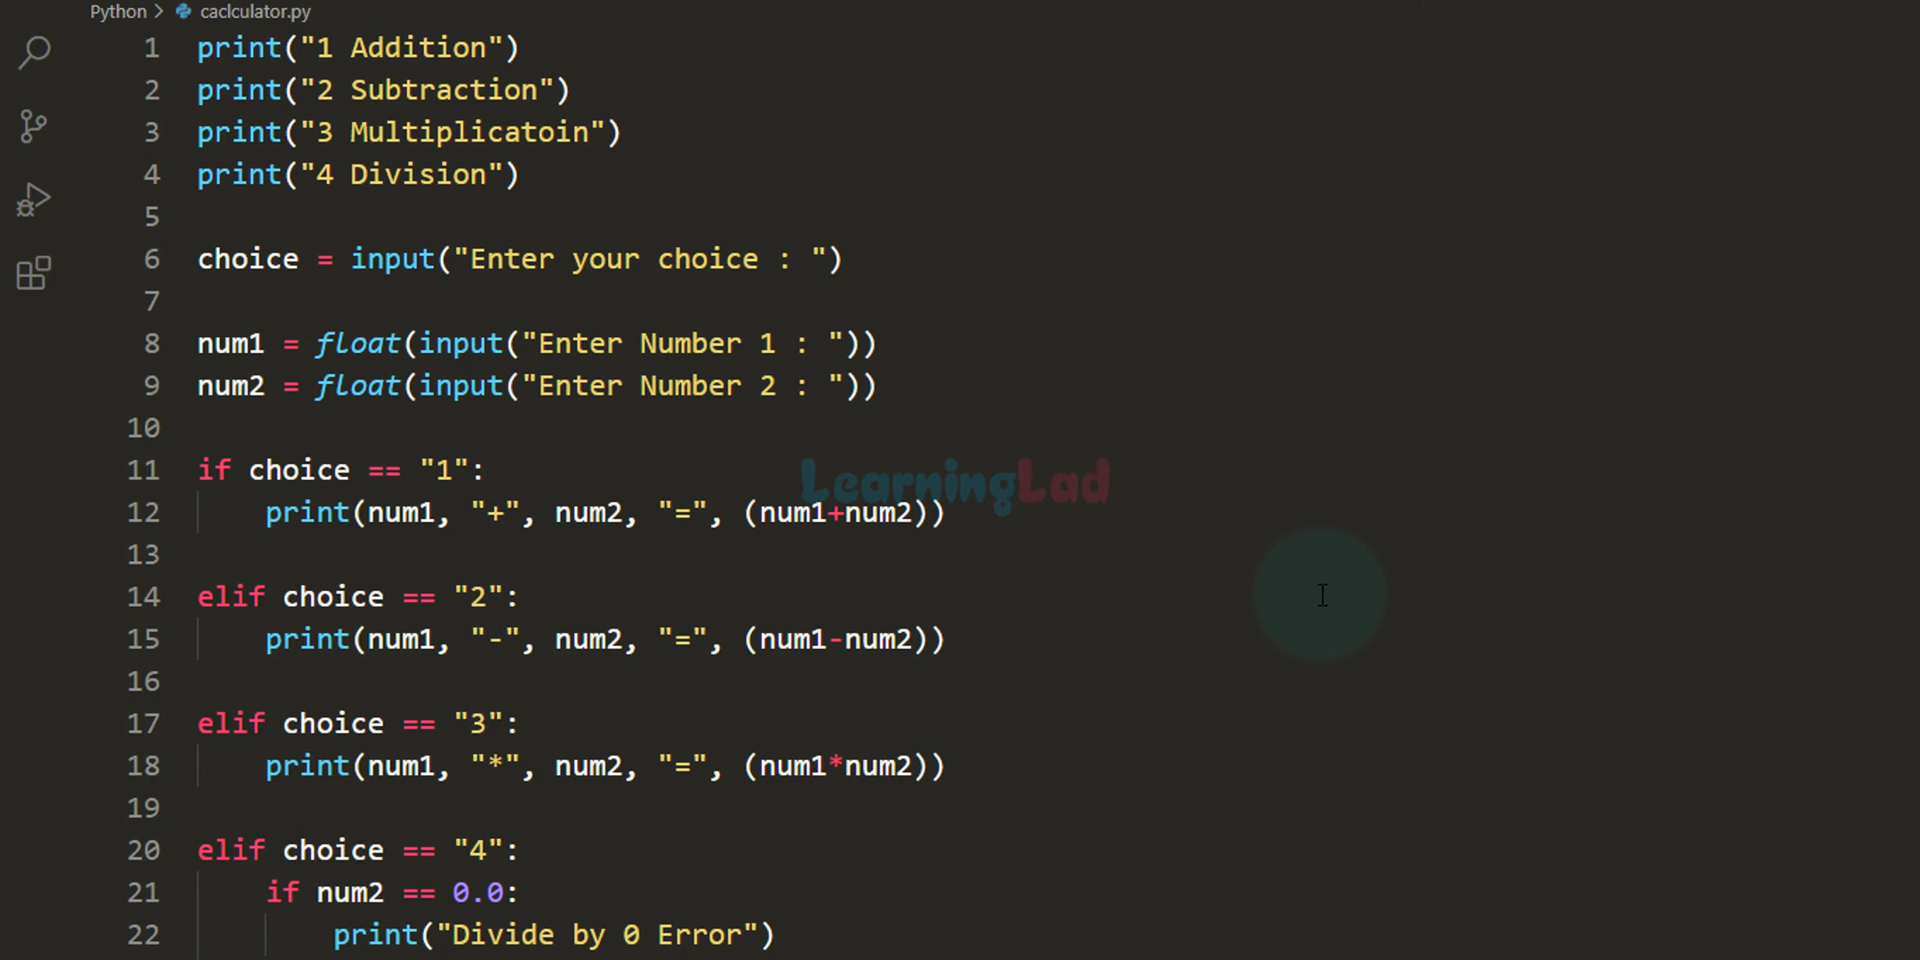 Python > caclculator.py
1 print("1 Addition")
2 print("2 Subtraction")
3 print("3 Multiplicatoin")
4 print("4 Division")
5
6 choice = input("Enter your choice : ")
7
8 num1 = float(input("Enter Number 1 : "))
9 num2 = float(input("Enter Number 2 : "))
10
11 if choice == "1":
LearningLad
12     print(num1, "+", num2, "=", (num1+num2))
13
14 elif choice == "2":
15     print(num1, "-", num2, "=", (num1-num2))
16
17 elif choice == "3":
18     print(num1, "*", num2, "=", (num1*num2))
19
20 elif choice == "4":
21     if num2 == 0.0:
22         print("Divide by 0 Error")